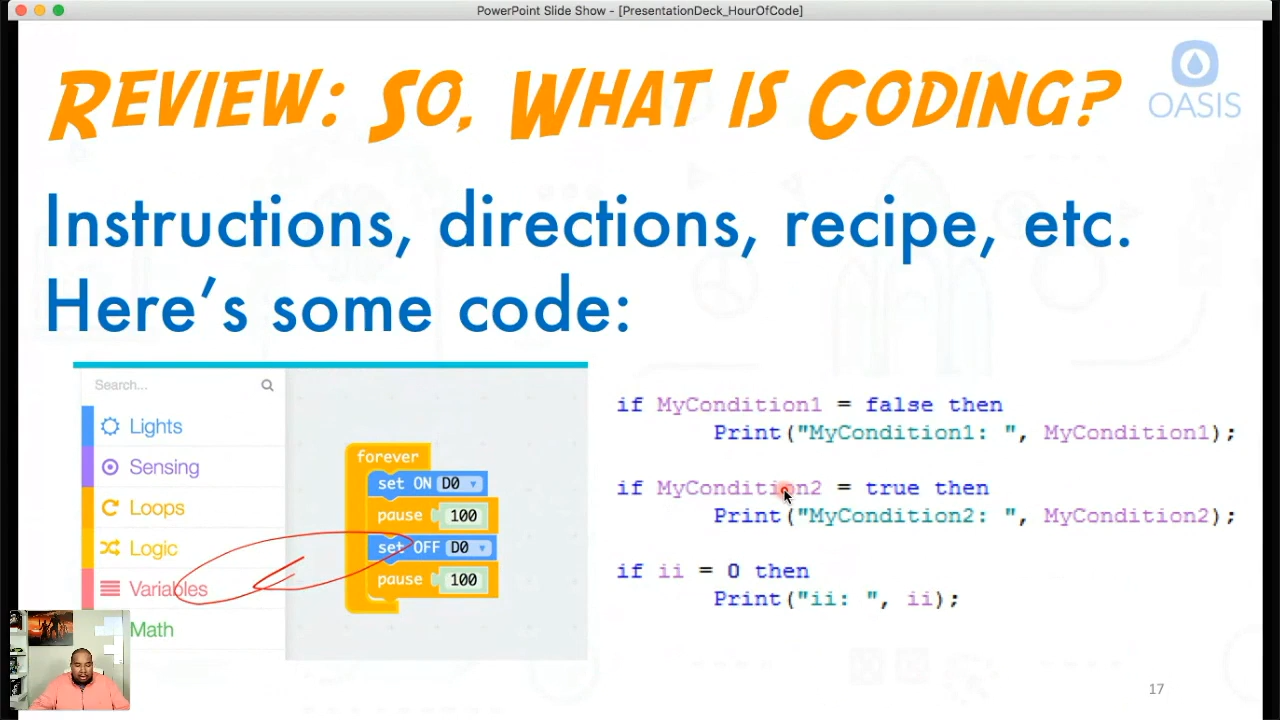 PowerPoint Slide Show - [PresentationDeck_HourOfCode]
REVIEW: SO, WHAT IS CODING?
OASIS
Instructions, directions, recipe, etc.
Here's some code:
Search...
Lights
Sensing
Loops
Logic
Variables
Math
forever
set ON D0
pause 100
set OFF D0
pause 100
if MyCondition1 = false then
Print("MyCondition1: ", MyCondition1);
if MyCondition2 = true then
Print("MyCondition2: ", MyCondition2);
if ii = 0 then
Print("ii: ", ii);
17